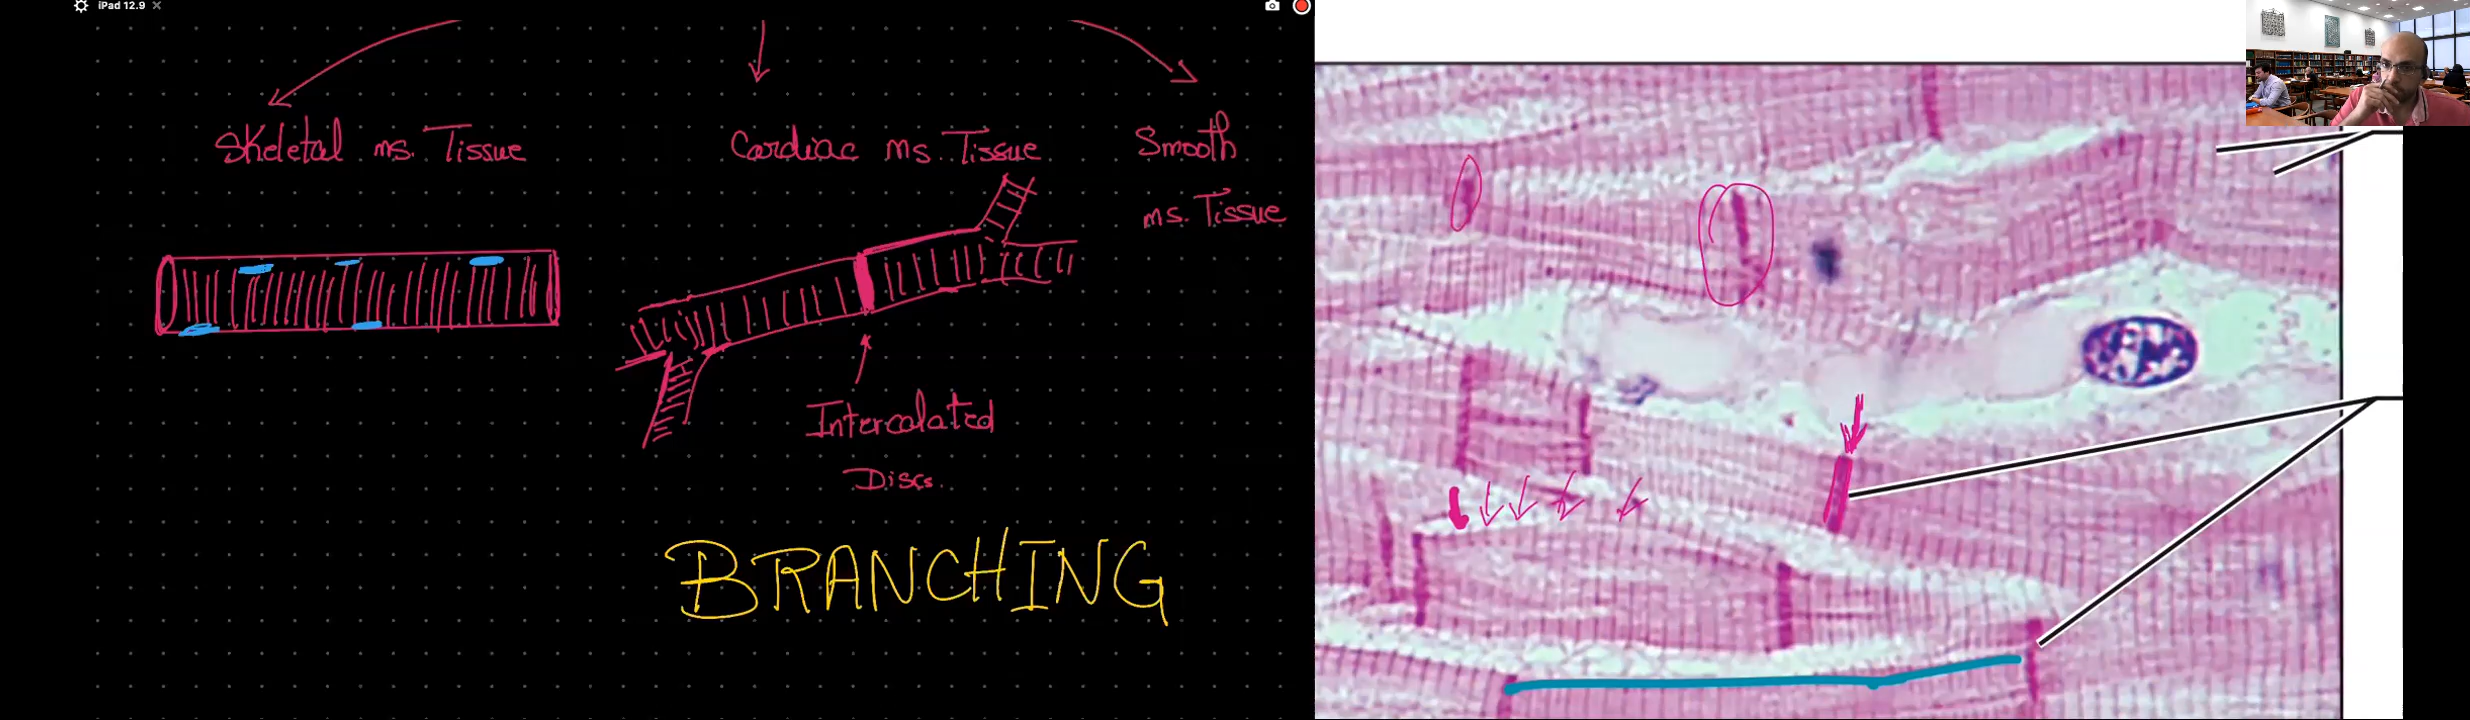 iPad 12.9
Skeletal ms. Tissue
Cardiac ms. Tissue
Smooth
ms. Tissue
Intercalated
Discs.
BRANCHING